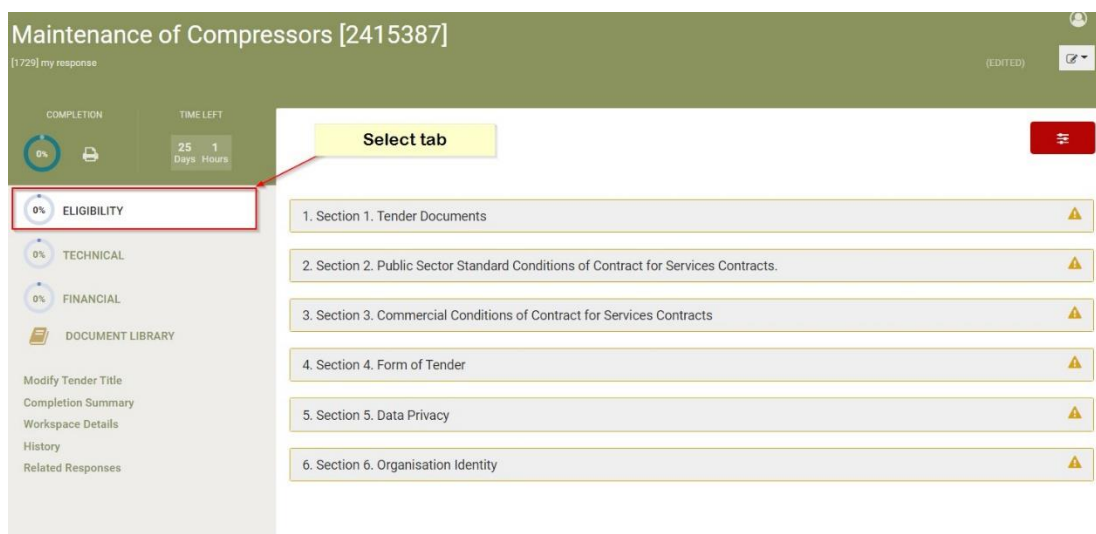 Maintenance of Compressors [2415387]
[1729] my response
(EDITED)
COMPLETION
TIME LEFT
0%
25 1
Days Hours
Select tab
0% ELIGIBILITY
0% TECHNICAL
0% FINANCIAL
DOCUMENT LIBRARY
Modify Tender Title
Completion Summary
Workspace Details
History
Related Responses
1. Section 1. Tender Documents
2. Section 2. Public Sector Standard Conditions of Contract for Services Contracts.
3. Section 3. Commercial Conditions of Contract for Services Contracts
4. Section 4. Form of Tender
5. Section 5. Data Privacy
6. Section 6. Organisation Identity